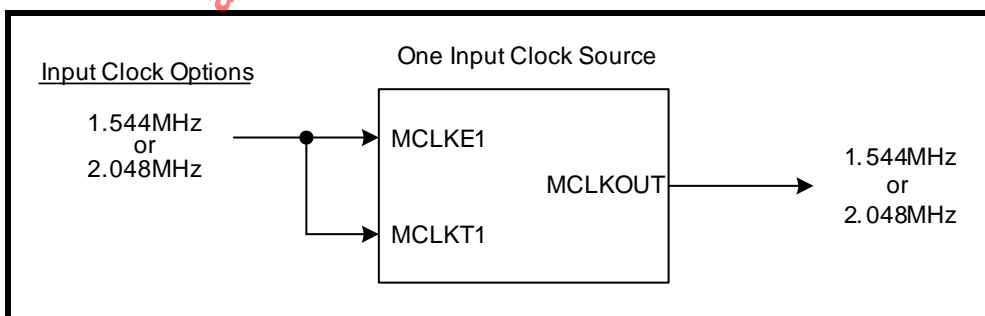 One Input Clock Source
Input Clock Options
1.544MHz
or
2.048MHz
MCLKE1
MCLKOUT
MCLKT1
1.544MHz
or
2.048MHz